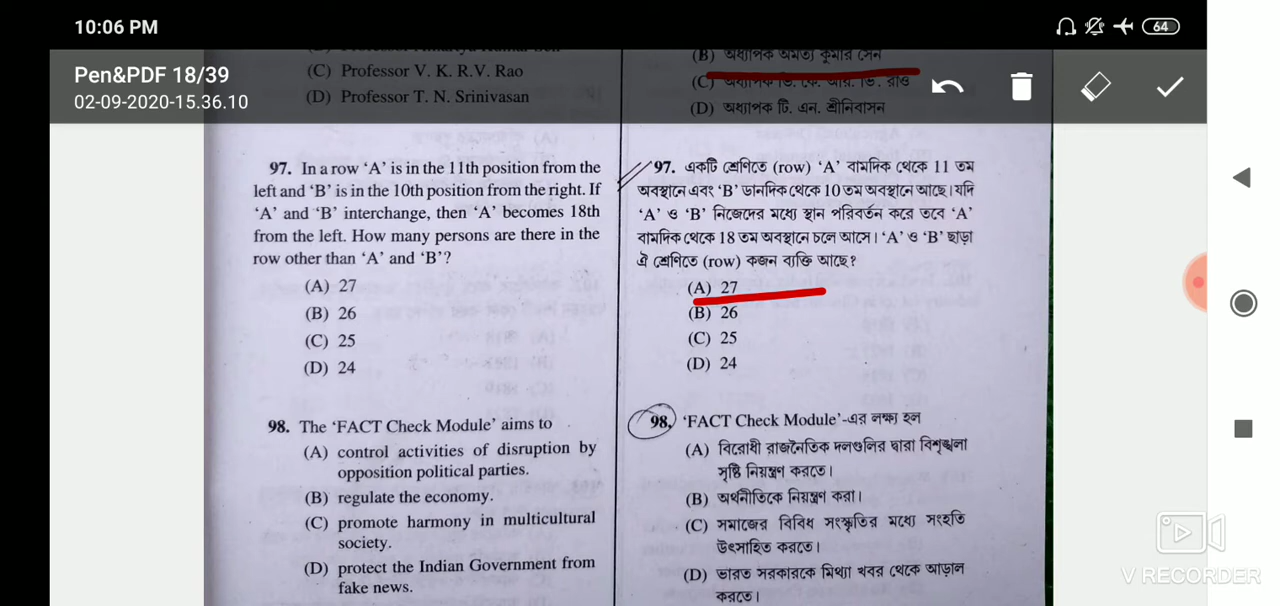 10:06 PM
64
Pen&PDF 18/39
02-09-2020-15.36.10
(C) Professor V. K. R.V. Rao
(D) Professor T. N. Srinivasan
97. In a row ‘A’ is in the 11th position from the
left and ‘B’ is in the 10th position from the right. If
‘A’ and ‘B’ interchange, then ‘A’ becomes 18th
from the left. How many persons are there in the
row other than ‘A’ and ‘B’?
(A) 27
(B) 26
(C) 25
(D) 24
98. The ‘FACT Check Module’ aims to
(A) control activities of disruption by
opposition political parties.
(B) regulate the economy.
(C) promote harmony in multicultural
society.
(D) protect the Indian Government from
fake news.
(B) অধ্যাপক অমর্ত্য কুমার সেন
(C) অধ্যাপক ভি. কে. আর. ভি. রাও
(D) অধ্যাপক টি. এন. শ্রীনিবাসন
97. একটি শ্রেণিতে (row) ‘A’ বামদিক থেকে 11 তম
অবস্থানে এবং ‘B’ ডানদিক থেকে 10 তম অবস্থানে আছে। যদি
‘A’ ও ‘B’ নিজেদের মধ্যে স্থান পরিবর্তন করে তবে ‘A’
বামদিক থেকে 18 তম অবস্থানে চলে আসে। ‘A’ ও ‘B’ ছাড়া
ঐ শ্রেণিতে (row) কজন ব্যক্তি আছে?
(A) 27
(B) 26
(C) 25
(D) 24
98. ‘FACT Check Module’-এর লক্ষ্য হল
(A) বিরোধী রাজনৈতিক দলগুলির দ্বারা বিশৃঙ্খলা
সৃষ্টি নিয়ন্ত্রণ করতে।
(B) অর্থনীতিকে নিয়ন্ত্রণ করা।
(C) সমাজের বিবিধ সংস্কৃতির মধ্যে সংহতি
উৎসাহিত করতে।
(D) ভারত সরকারকে মিথ্যা খবর থেকে আড়াল
করতে।
V RECORDER